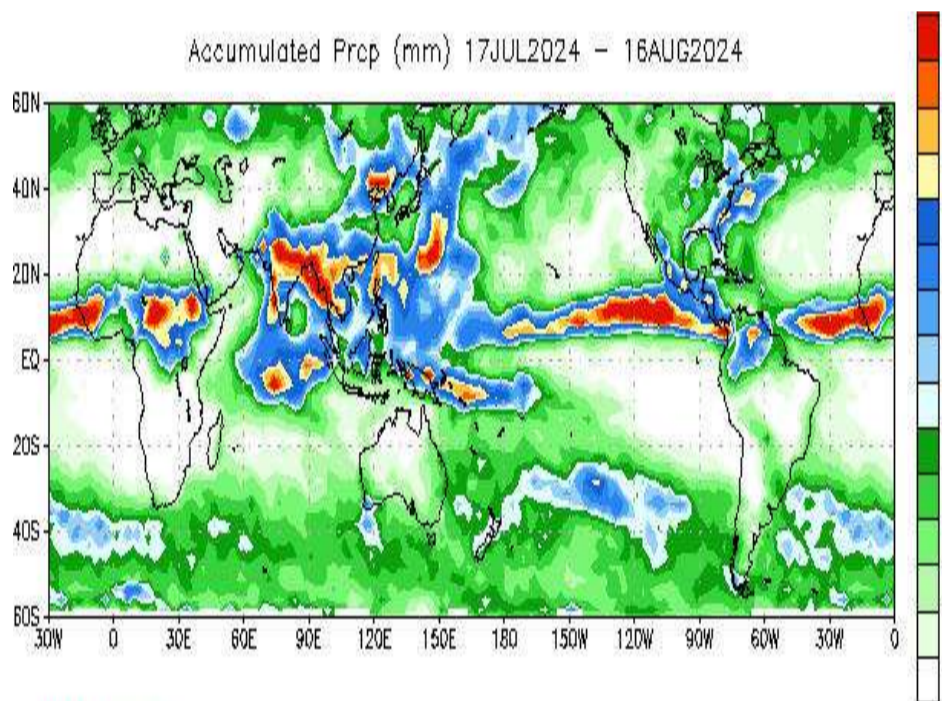 Accumulated Prcp (mm) 17JUL2024 – 16AUG2024
60N
40N
20N
EQ
20S
40S
60S
30W 0 30E 60E 90E 120E 150E 180 150W 120W 90W 60W 30W 0